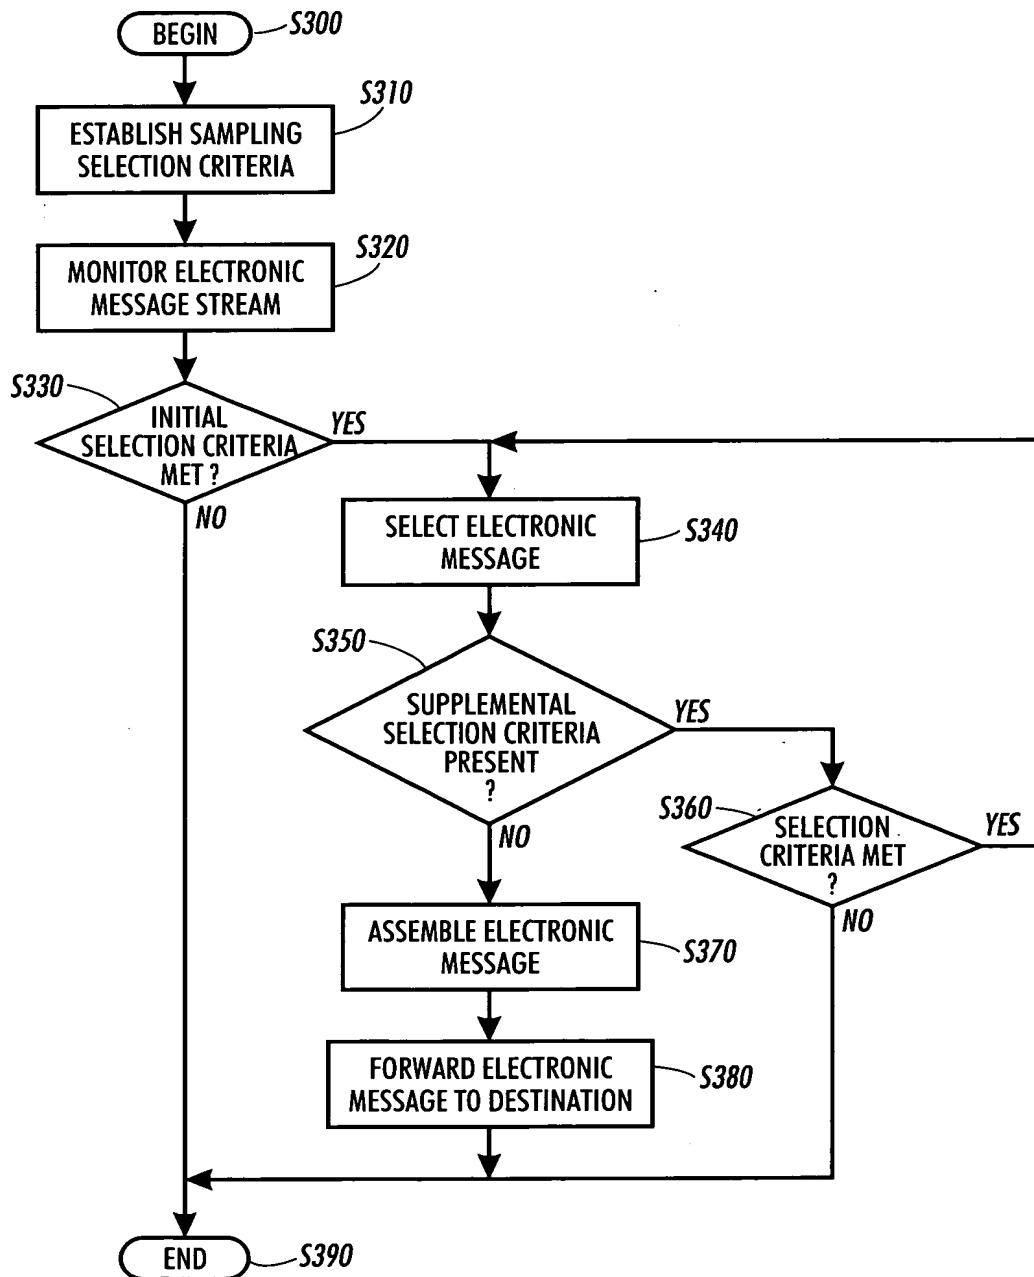 BEGIN
S300
S310
ESTABLISH SAMPLING
SELECTION CRITERIA
S320
MONITOR ELECTRONIC
MESSAGE STREAM
S330
INITIAL
SELECTION CRITERIA
MET ?
YES
NO
SELECT ELECTRONIC
MESSAGE
S340
S350
SUPPLEMENTAL
SELECTION CRITERIA
PRESENT
?
YES
NO
S360
SELECTION
CRITERIA MET
?
YES
NO
ASSEMBLE ELECTRONIC
MESSAGE
S370
FORWARD ELECTRONIC
MESSAGE TO DESTINATION
S380
END
S390